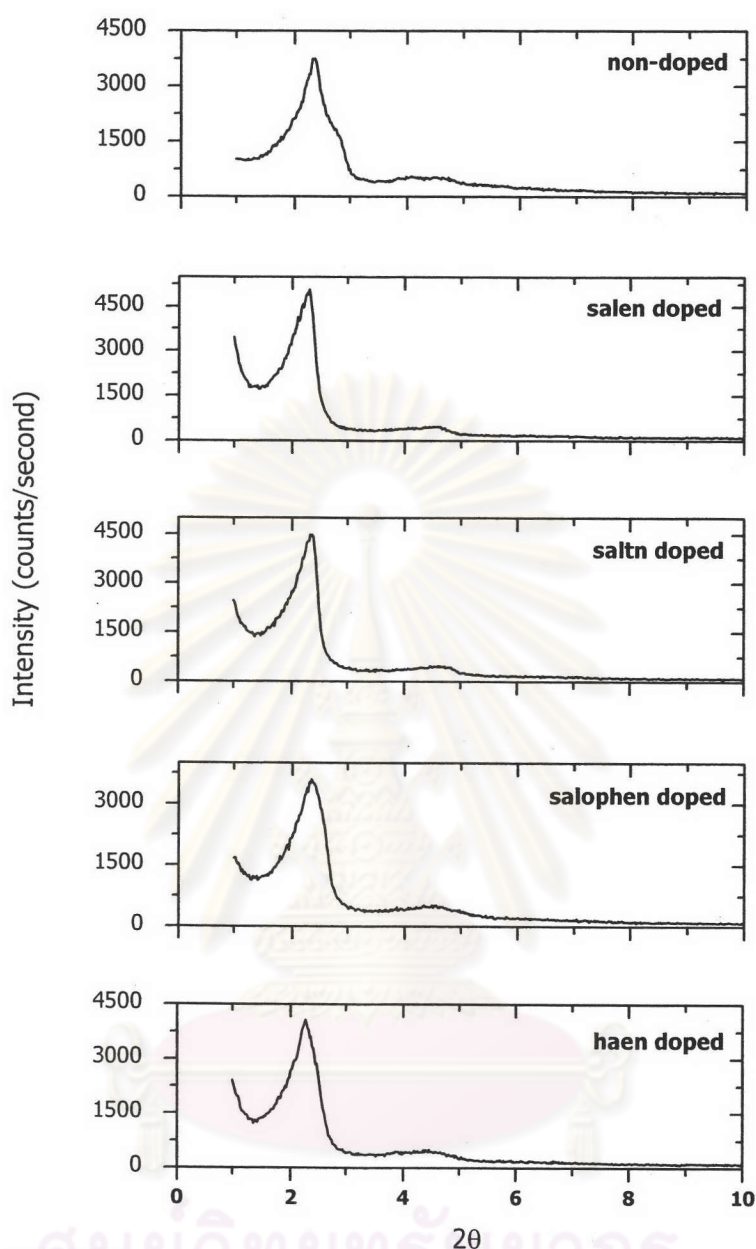 4500
3000
1500
0
non-doped
4500
3000
1500
0
salen doped
4500
3000
1500
0
saltn doped
3000
1500
0
salophen doped
4500
3000
1500
0
haen doped
0 2 4 6 8 10
2θ
Intensity (counts/second)